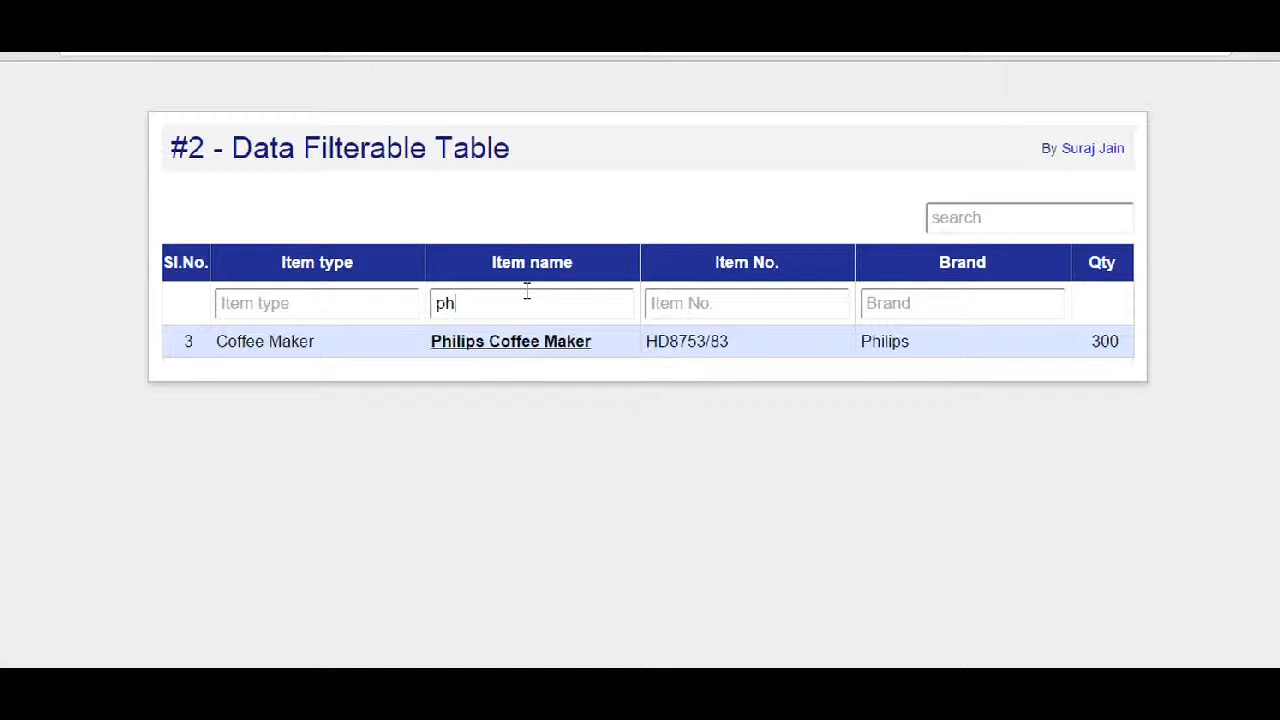 #2 - Data Filterable Table
By Suraj Jain
search
Sl.No. Item type Item name Item No. Brand Qty
Item type ph Item No. Brand
3 Coffee Maker Philips Coffee Maker HD8753/83 Philips 300